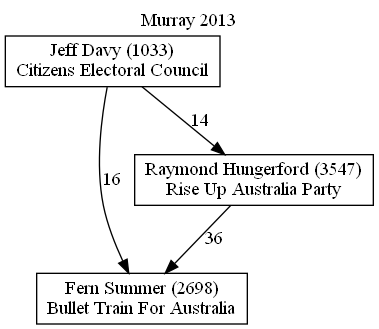 Murray 2013
Jeff Davy (1033)
Citizens Electoral Council
14
Raymond Hungerford (3547)
Rise Up Australia Party
16
36
Fern Summer (2698)
Bullet Train For Australia